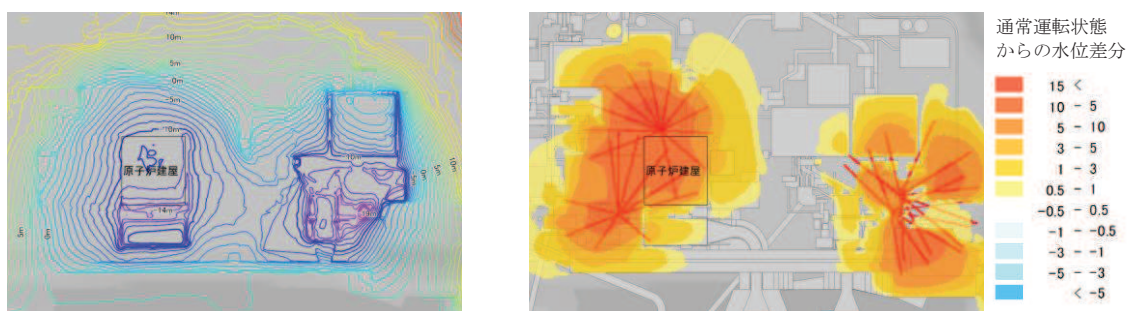 10m
5m
0m
-5m
原子炉建屋
14m
10m
5m
0m
10m
5m
0m
原子炉建屋
通常運転状態
からの水位差分
15 <
10 - 5
5 - 10
3 - 5
1 - 3
0.5 - 1
-0.5 - 0.5
-1 - -0.5
-3 - -1
-5 - -3
< -5